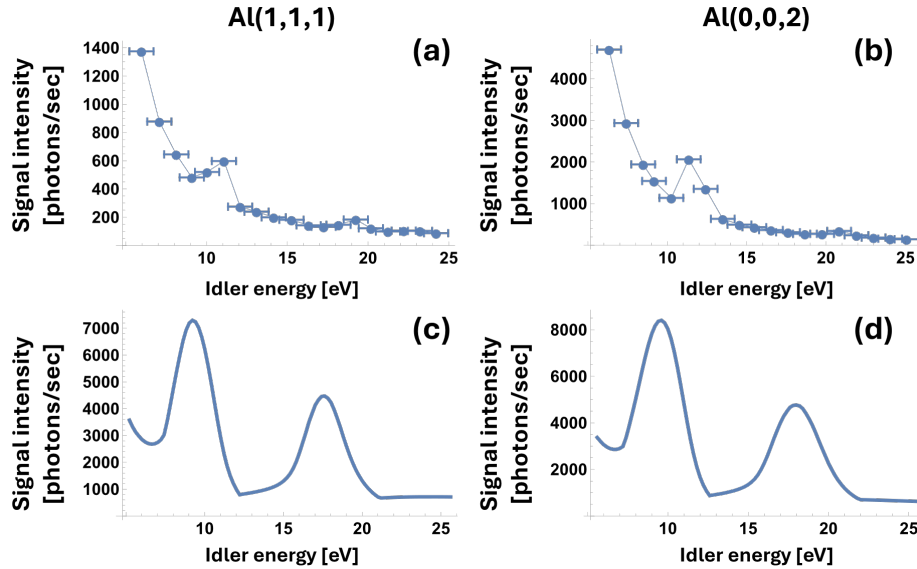 Al(1,1,1)
Al(0,0,2)
(a)
Signal intensity
[photons/sec]
1400
1200
1000
800
600
400
200
10
15
20
25
Idler energy [eV]
(b)
Signal intensity
[photons/sec]
4000
3000
2000
1000
10
15
20
25
Idler energy [eV]
(c)
Signal intensity
[photons/sec]
7000
6000
5000
4000
3000
2000
1000
10
15
20
25
Idler energy [eV]
(d)
Signal intensity
[photons/sec]
8000
6000
4000
2000
10
15
20
25
Idler energy [eV]